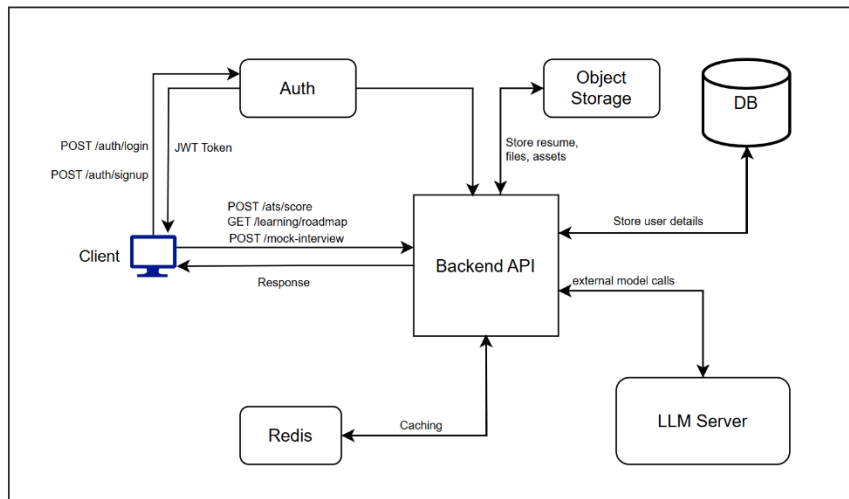 Auth
Object
Storage
DB
POST /auth/login
JWT Token
POST /auth/signup
Store resume,
files, assets
POST /ats/score
GET /learning/roadmap
POST /mock-interview
Client
Response
Backend API
Store user details
external model calls
Redis
Caching
LLM Server